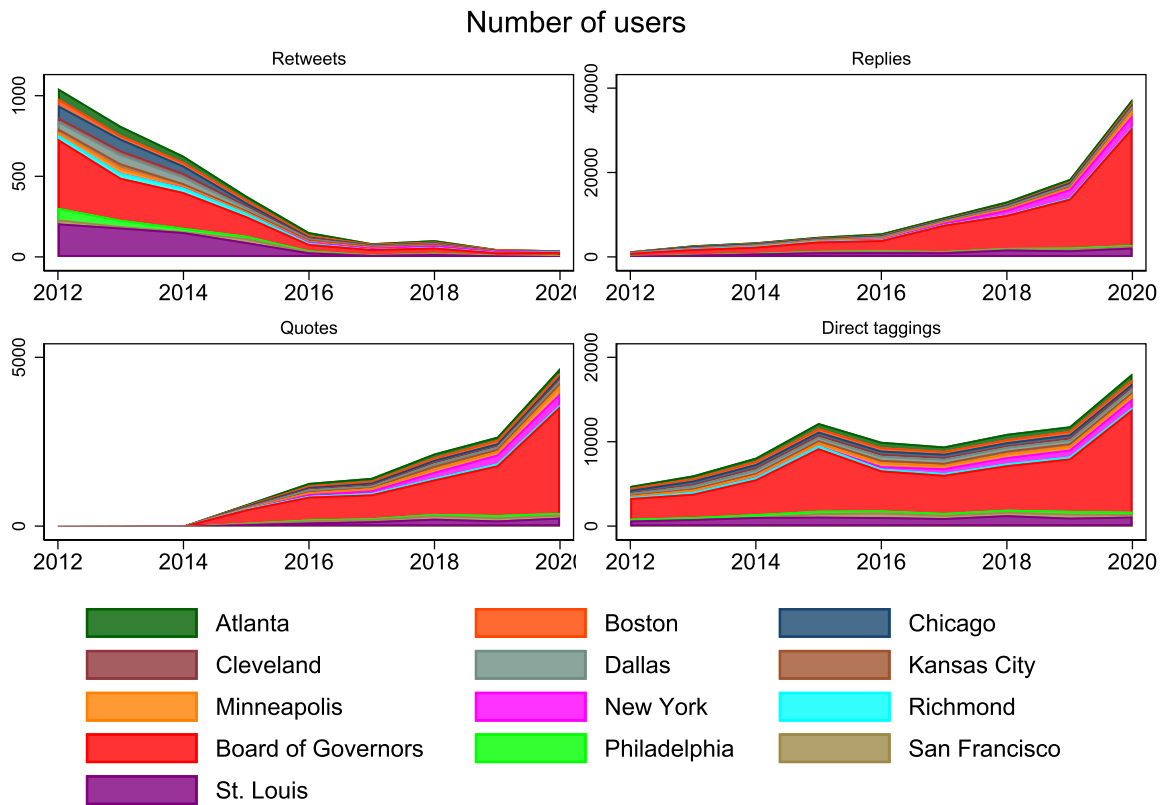 Number of users
Retweets
Replies
1000
500
0
2012 2014 2016 2018 2020
40000
20000
0
2012 2014 2016 2018 2020
Quotes
Direct taggings
5000
0
2012 2014 2016 2018 2020
20000
10000
0
2012 2014 2016 2018 2020
Atlanta Boston Chicago
Cleveland Dallas Kansas City
Minneapolis New York Richmond
Board of Governors Philadelphia San Francisco
St. Louis